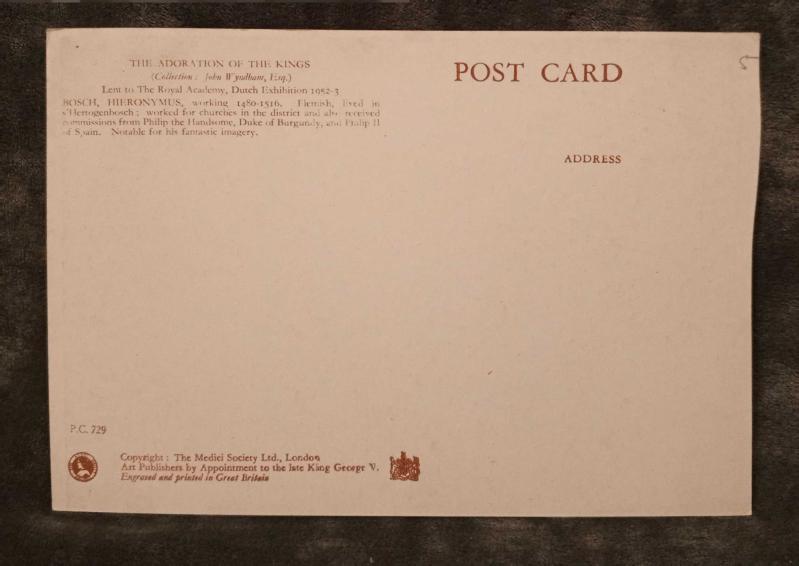 THE ADORATION OF THE KINGS
(Collection: John Wyndham, Esq.)
Lent to The Royal Academy, Dutch Exhibition 1952-3
BOSCH, HIERONYMUS, working 1480-1516. Flemish, lived in
s'Hertogenbosch; worked for churches in the district and also received
commissions from Philip the Handsome, Duke of Burgundy, and Philip II
of Spain. Notable for his fantastic imagery.
POST CARD
5
ADDRESS
P.C. 729
Copyright: The Medici Society Ltd., London
Art Publishers by Appointment to the late King George V.
Engraved and printed in Great Britain